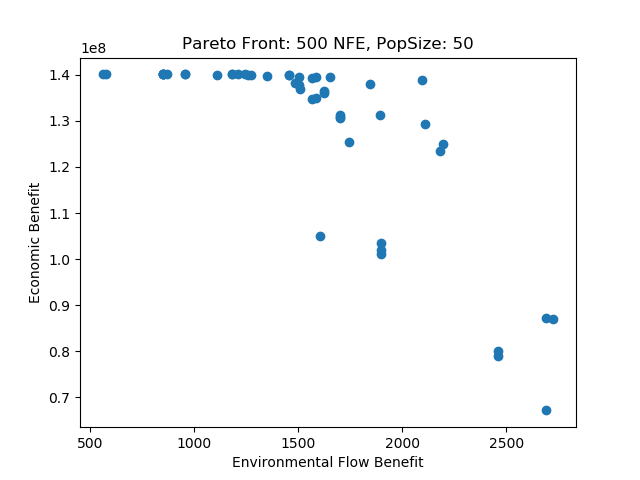 Pareto Front: 500 NFE, PopSize: 50
1e8
1.4
1.3
1.2
1.1
1.0
0.9
0.8
0.7
Economic Benefit
500 1000 1500 2000 2500
Environmental Flow Benefit